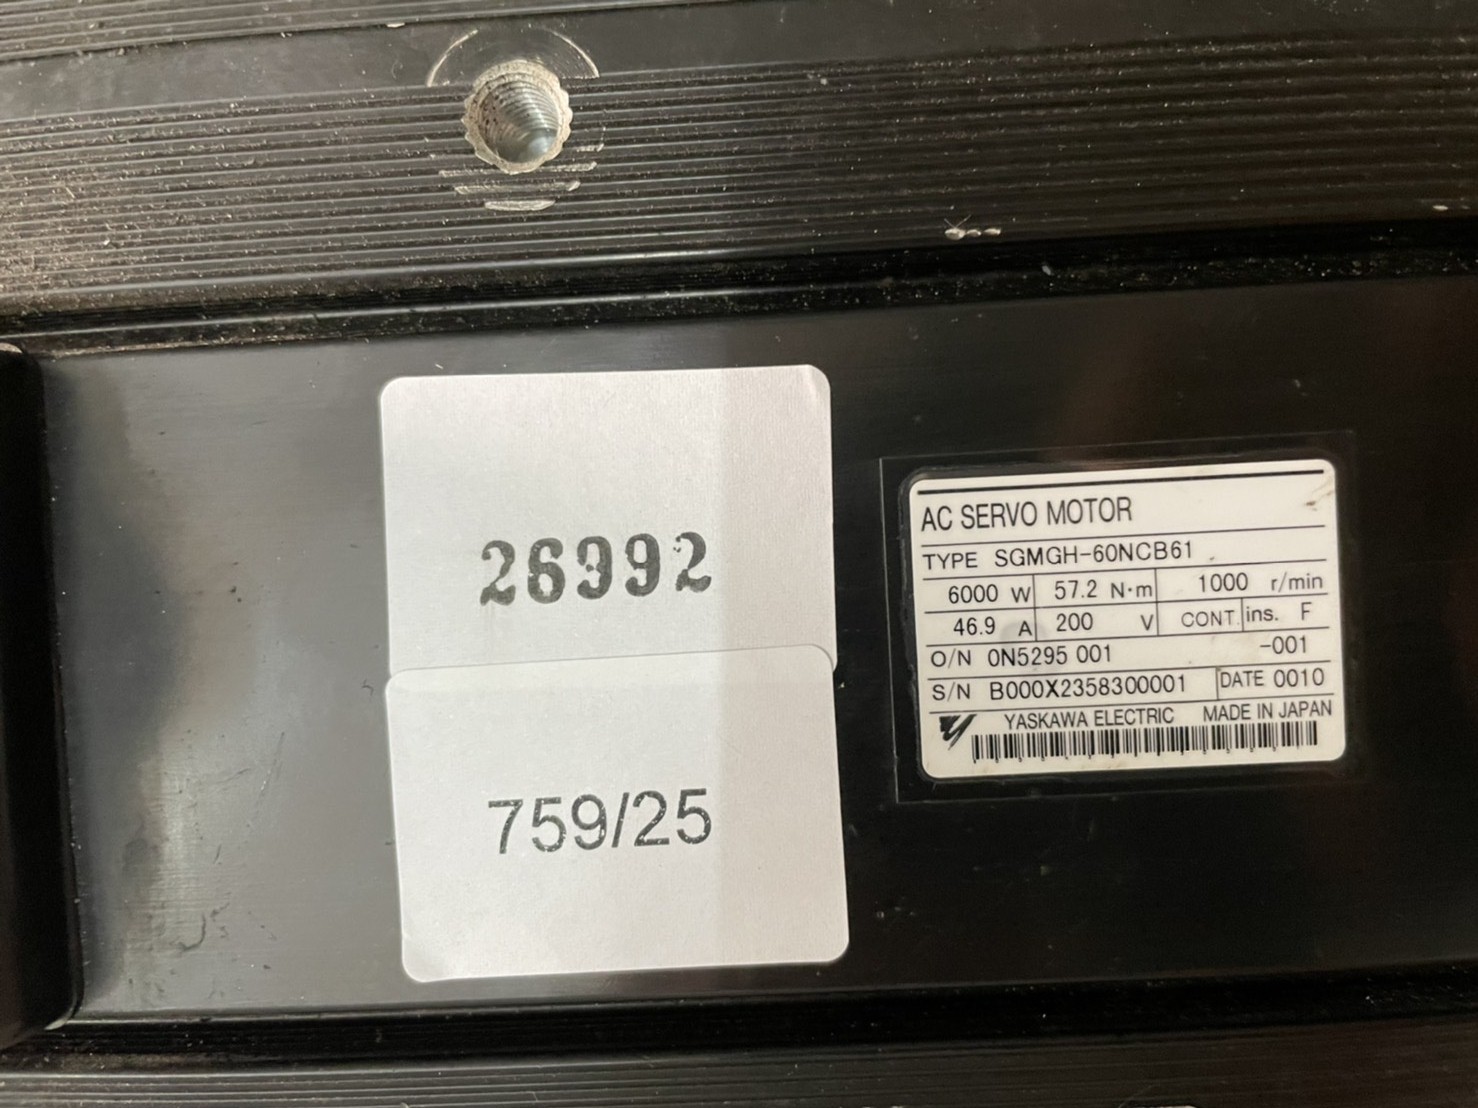 26992
759/25
AC SERVO MOTOR
TYPE SGMGH-60NCB61
6000 W 57.2 N·m 1000 r/min
46.9 A 200 V CONT. ins. F
O/N 0N5295 001 -001
S/N B000X2358300001 DATE 0010
YASKAWA ELECTRIC MADE IN JAPAN